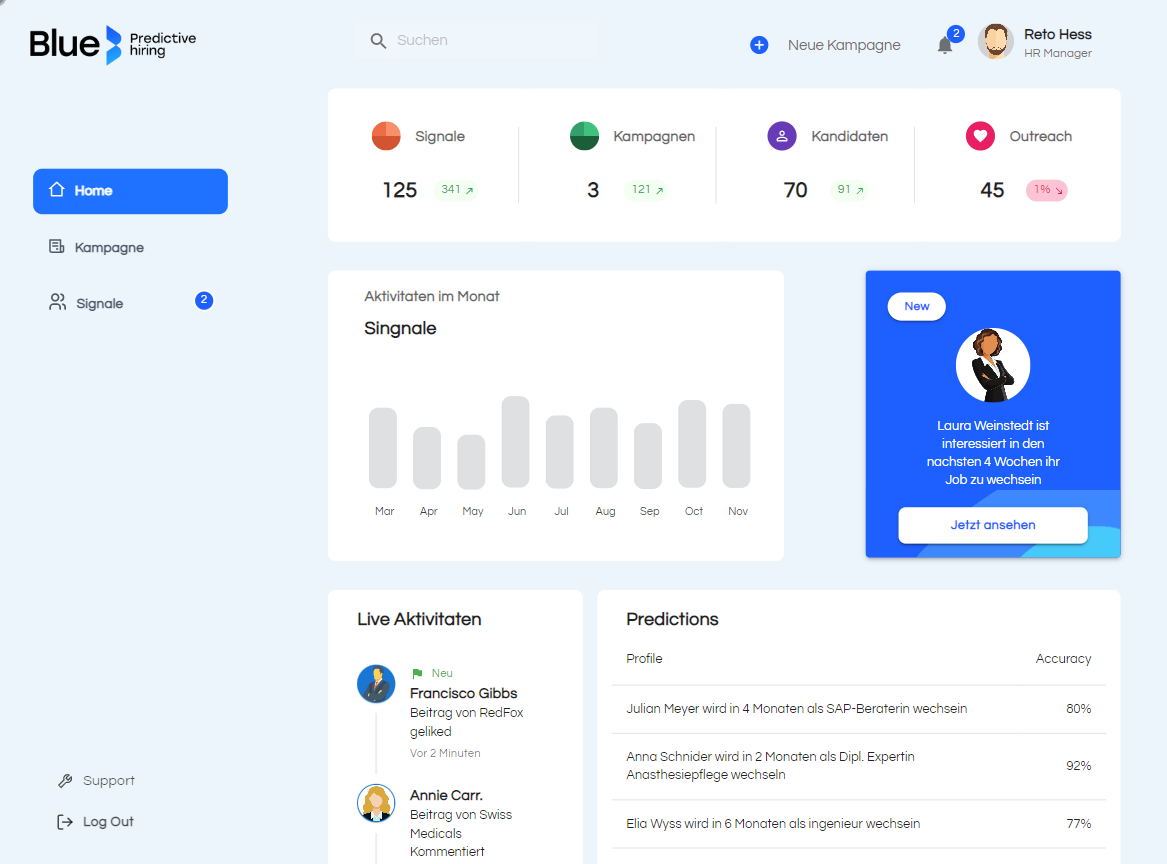 Blue Predictive
hiring
Suchen
Neue Kampagne
2
Reto Hess
HR Manager
Home
Kampagne
Signale
2
Support
Log Out
Signale
125
341
Kampagnen
3
121
Kandidaten
70
91
Outreach
45
1%
Aktivitaten im Monat
Singnale
Mar Apr May Jun Jul Aug Sep Oct Nov
New
Laura Weinstedt ist
interessiert in den
nachsten 4 Wochen ihr
Job zu wechsein
Jetzt ansehen
Live Aktivitaten
Neu
Francisco Gibbs
Beitrag von RedFox
geliked
Vor 2 Minuten
Annie Carr.
Beitrag von Swiss
Medicals
Kommentiert
Predictions
Profile Accuracy
Julian Meyer wird in 4 Monaten als SAP-Beraterin wechsein 80%
Anna Schnider wird in 2 Monaten als Dipl. Expertin
Anasthesiepflege wechseln
92%
Elia Wyss wird in 6 Monaten als ingenieur wechsein 77%